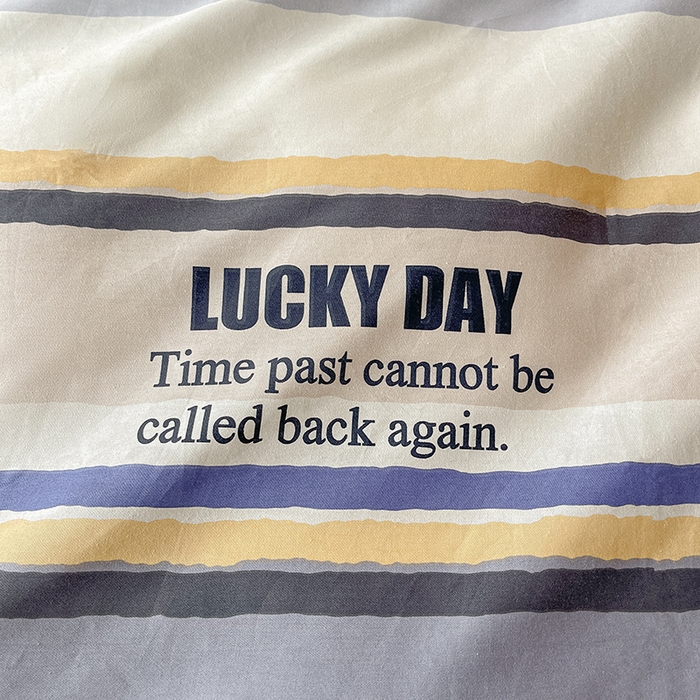 LUCKY DAY
Time past cannot be
called back again.